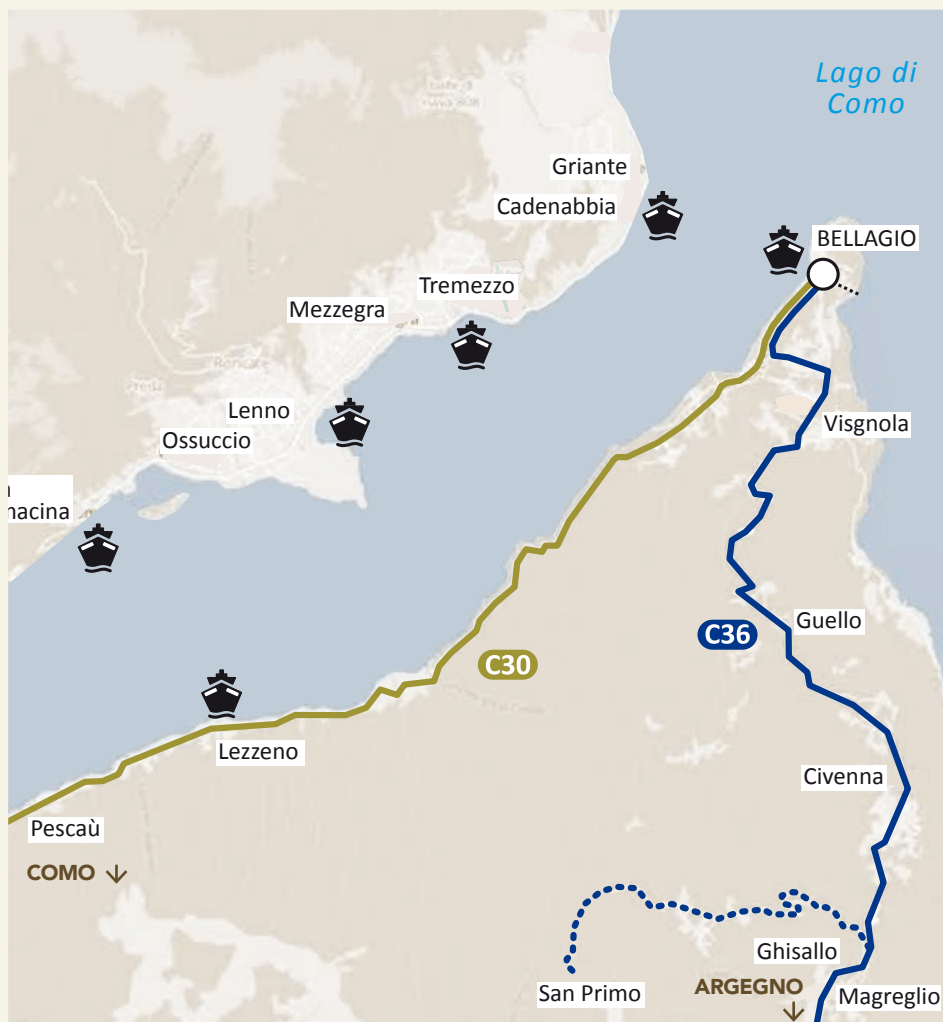 Lago di
Como
Griante
Cadenabbia
BELLAGIO
Tremezzo
Mezzegra
Lenno
Visgnola
Ossuccio
nacina
Guello
C36
C30
Lezzeno
Civenna
Pescaù
COMO
Ghisallo
San Primo
ARGEGNO
Magreglio